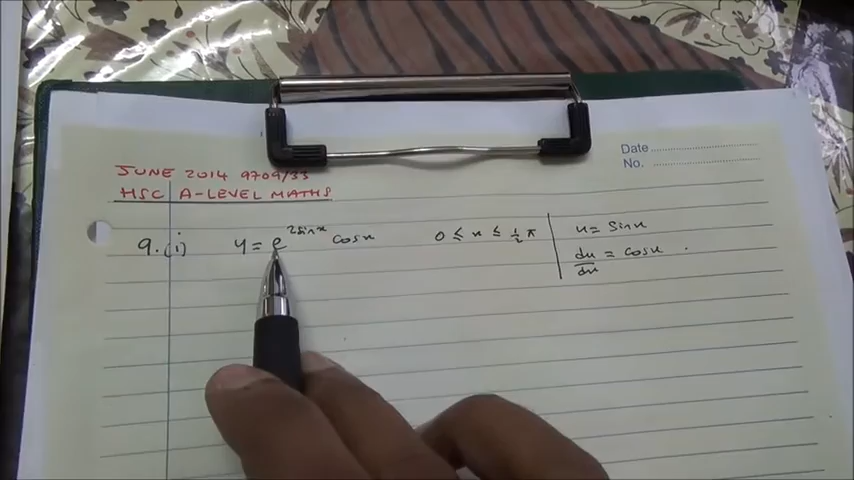 JUNE 2014 9709/33
HSC A-LEVEL MATHS
Date
No.
9.(i) y = e^{2sinx} cosx 0 ≤ x ≤ ½π
u = sinx
du/dx = cosx.